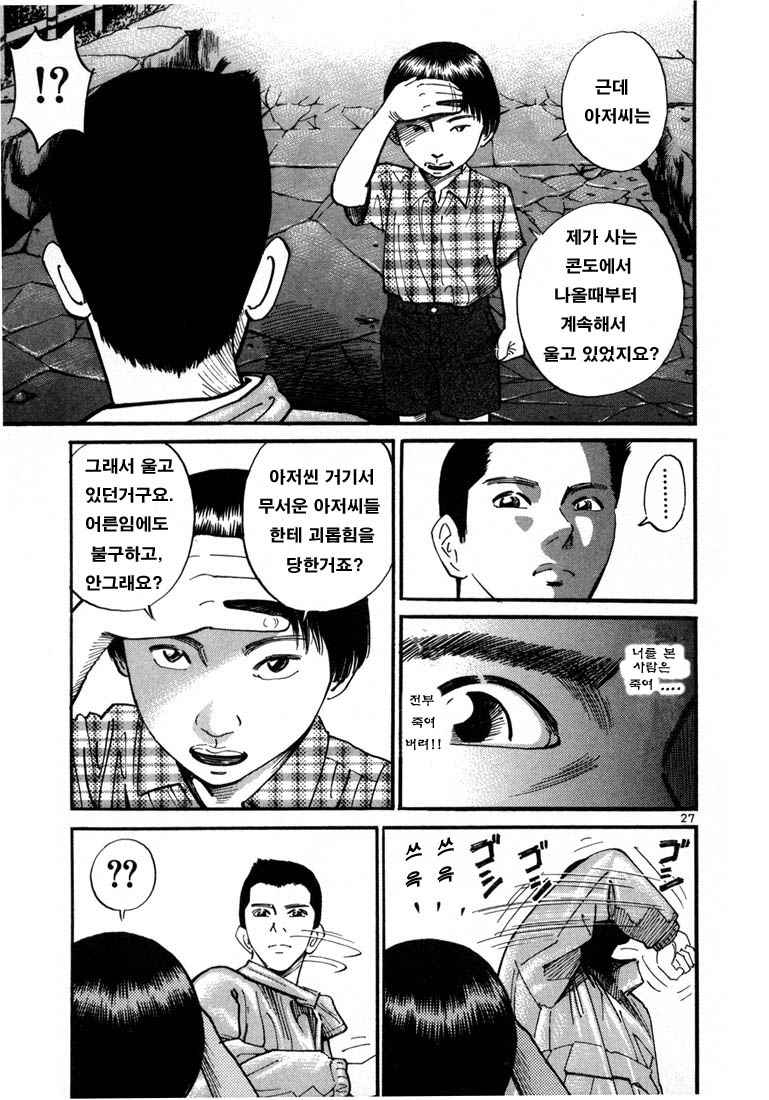 근데
아저씨는
제가 사는
콘도에서
나올때부터
계속해서
울고 있었지요?
!?
………
너를 본
사람은
죽여 ....
전부
죽여
버려!!
아저씬 거기서
무서운 아저씨들
한테 괴롭힘을
당한거죠?
그래서 울고
있던거구요.
어른임에도
불구하고,
안그래요?
27
ゴシ
ゴシ
쓰윽
쓰윽
??